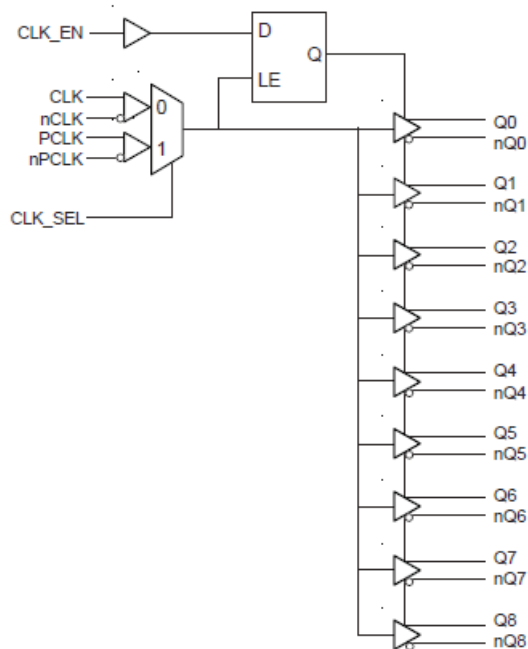 CLK_EN
D
Q
LE
CLK
nCLK
PCLK
nPCLK
0
1
CLK_SEL
Q0
nQ0
Q1
nQ1
Q2
nQ2
Q3
nQ3
Q4
nQ4
Q5
nQ5
Q6
nQ6
Q7
nQ7
Q8
nQ8